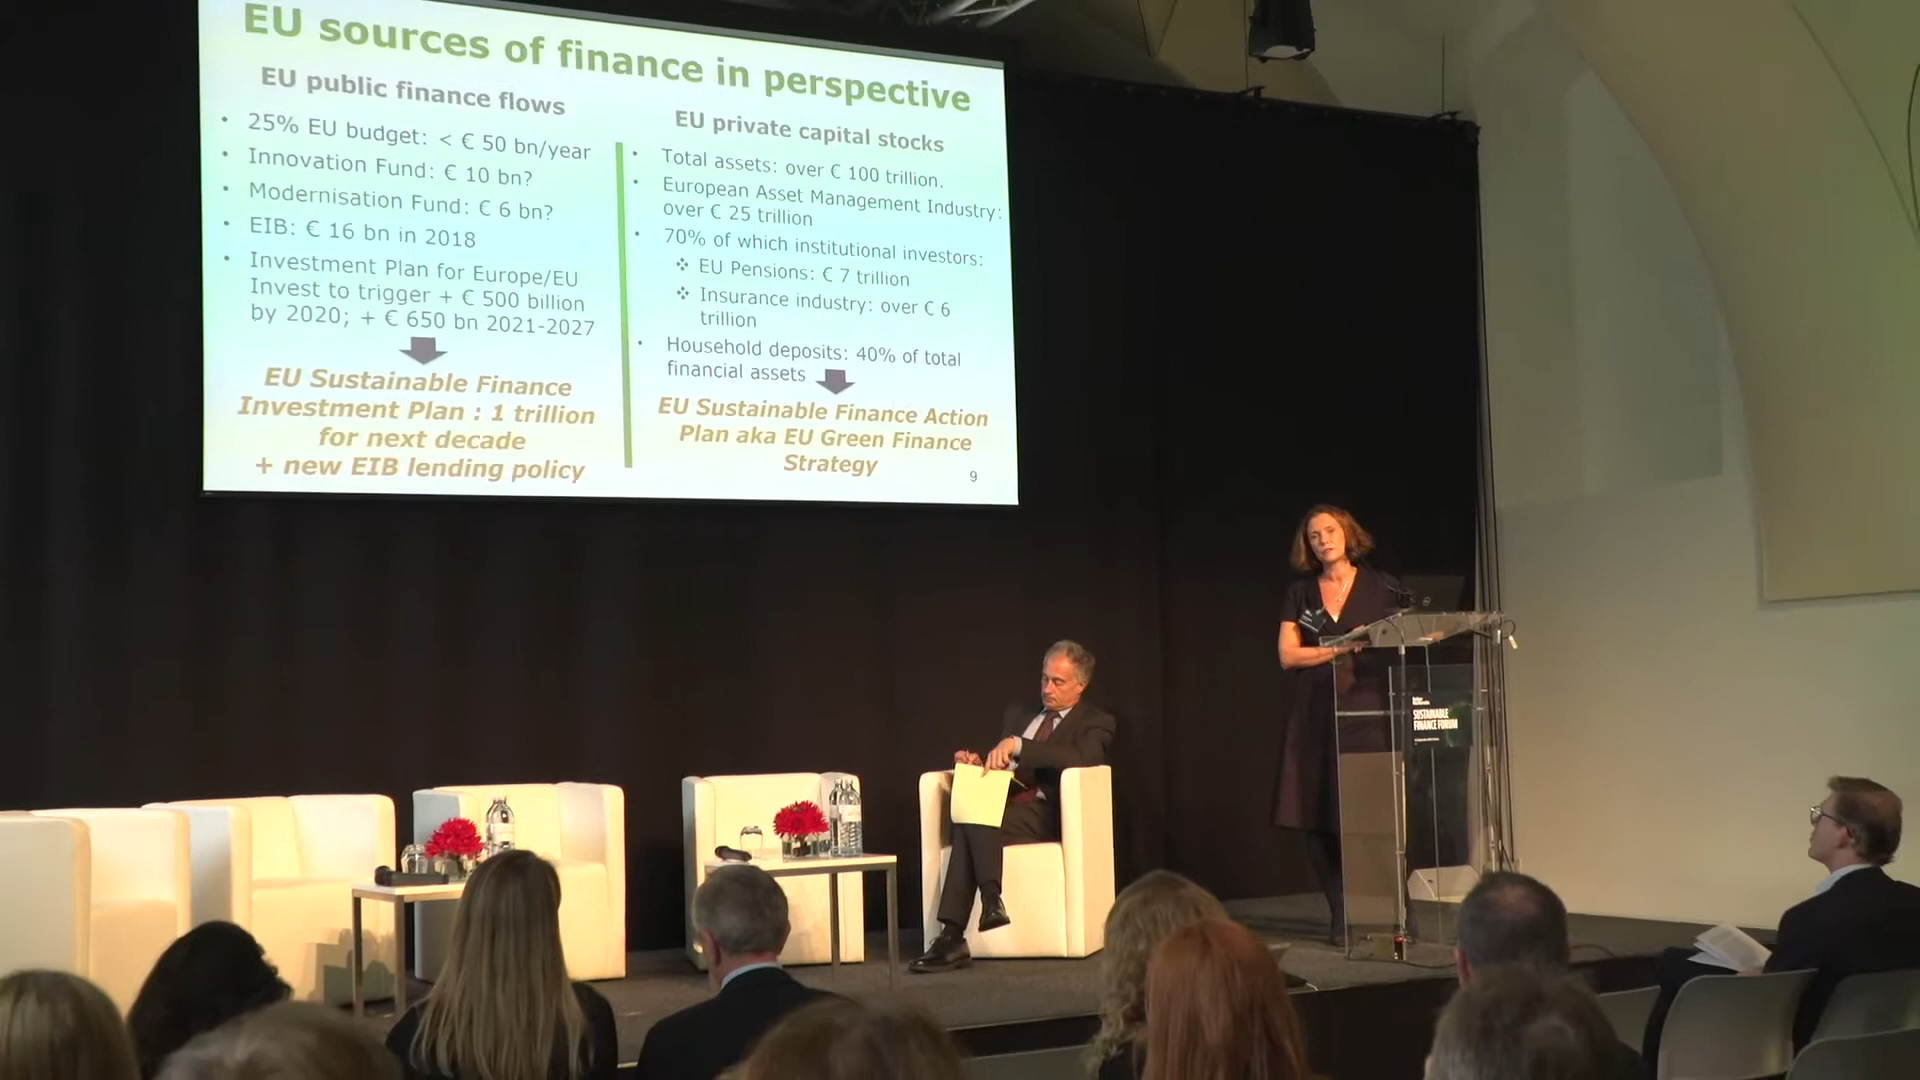 EU sources of finance in perspective
EU public finance flows
• 25% EU budget: < € 50 bn/year
• Innovation Fund: € 10 bn?
• Modernisation Fund: € 6 bn?
• EIB: € 16 bn in 2018
• Investment Plan for Europe/EU
Invest to trigger + € 500 billion
by 2020; + € 650 bn 2021-2027
EU Sustainable Finance
Investment Plan : 1 trillion
for next decade
+ new EIB lending policy
EU private capital stocks
• Total assets: over € 100 trillion.
• European Asset Management Industry:
over € 25 trillion
• 70% of which institutional investors:
❖ EU Pensions: € 7 trillion
❖ Insurance industry: over € 6
trillion
• Household deposits: 40% of total
financial assets
EU Sustainable Finance Action
Plan aka EU Green Finance
Strategy
9
SUSTAINABLE
FINANCE FORUM